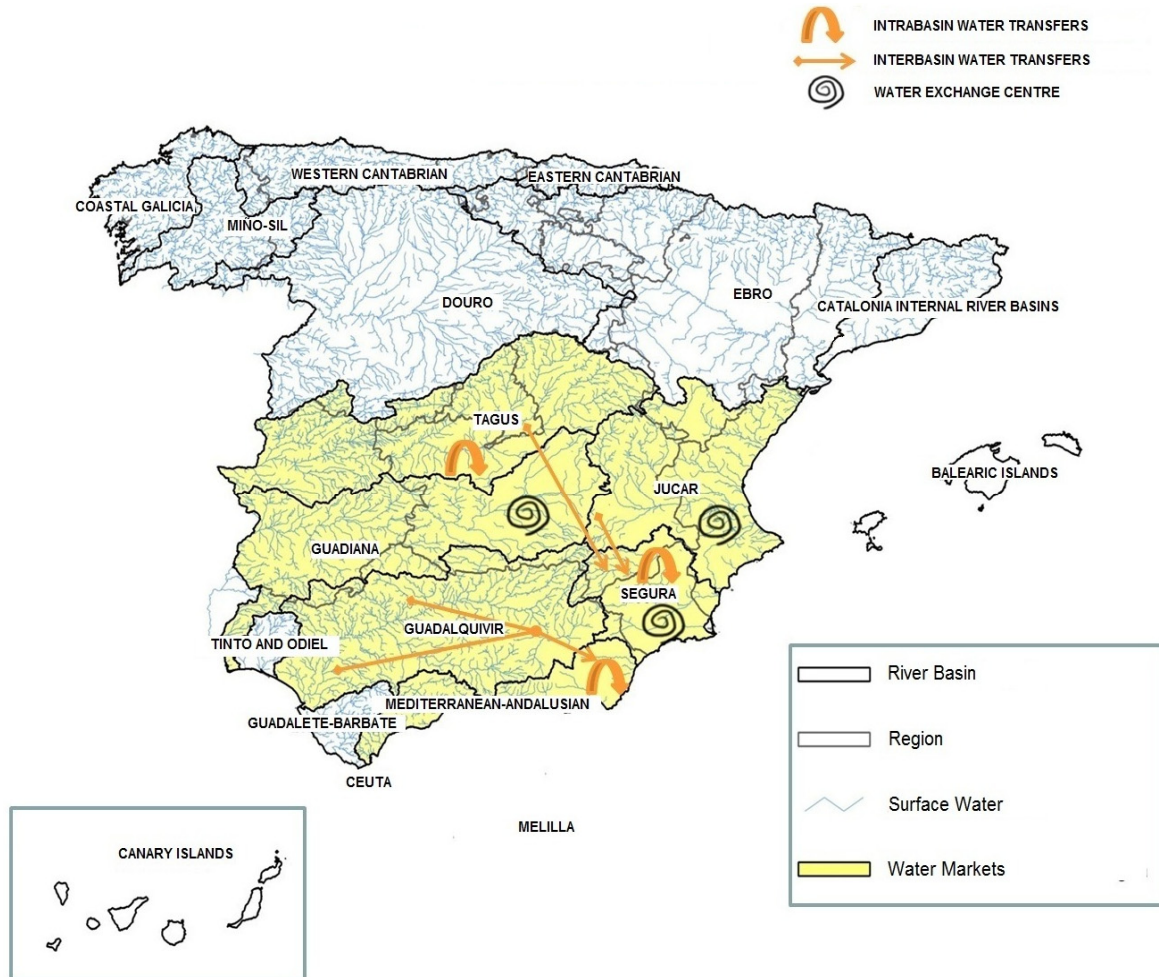 INTRABASIN WATER TRANSFERS
INTERBASIN WATER TRANSFERS
WATER EXCHANGE CENTRE
WESTERN CANTABRIAN
EASTERN CANTABRIAN
COASTAL GALICIA
MIÑO-SIL
DOURO
EBRO
CATALONIA INTERNAL RIVER BASINS
TAGUS
BALEARIC ISLANDS
JUCAR
GUADIANA
SEGURA
GUADALQUIVIR
TINTO AND ODIEL
MEDITERRANEAN-ANDALUSIAN
GUADALETE-BARBATE
CEUTA
MELILLA
CANARY ISLANDS
River Basin
Region
Surface Water
Water Markets